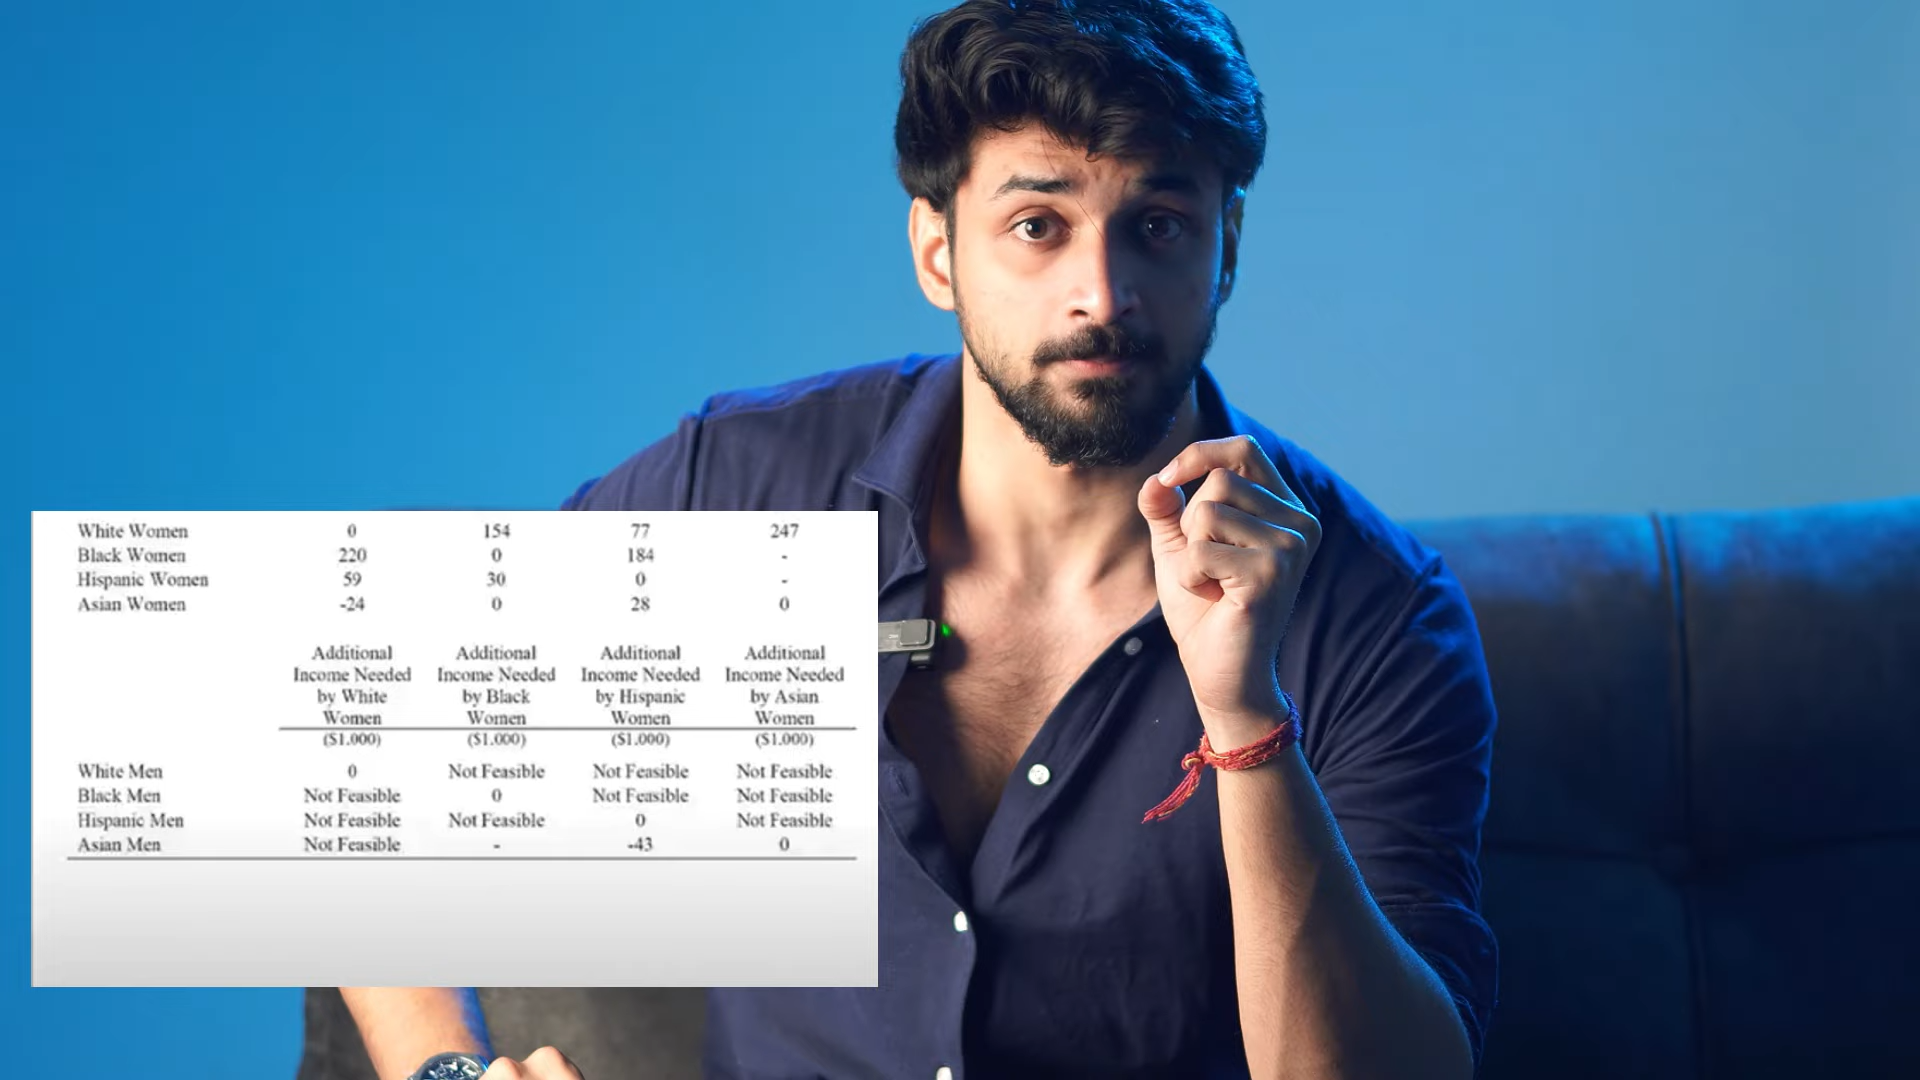 White Women 0 154 77 247
Black Women 220 0 184 -
Hispanic Women 59 30 0 -
Asian Women -24 0 28 0
Additional Additional Additional Additional
Income Needed Income Needed Income Needed Income Needed
by White by Black by Hispanic by Asian
Women Women Women Women
($1.000) ($1.000) ($1.000) ($1.000)
White Men 0 Not Feasible Not Feasible Not Feasible
Black Men Not Feasible 0 Not Feasible Not Feasible
Hispanic Men Not Feasible Not Feasible 0 Not Feasible
Asian Men Not Feasible - -43 0